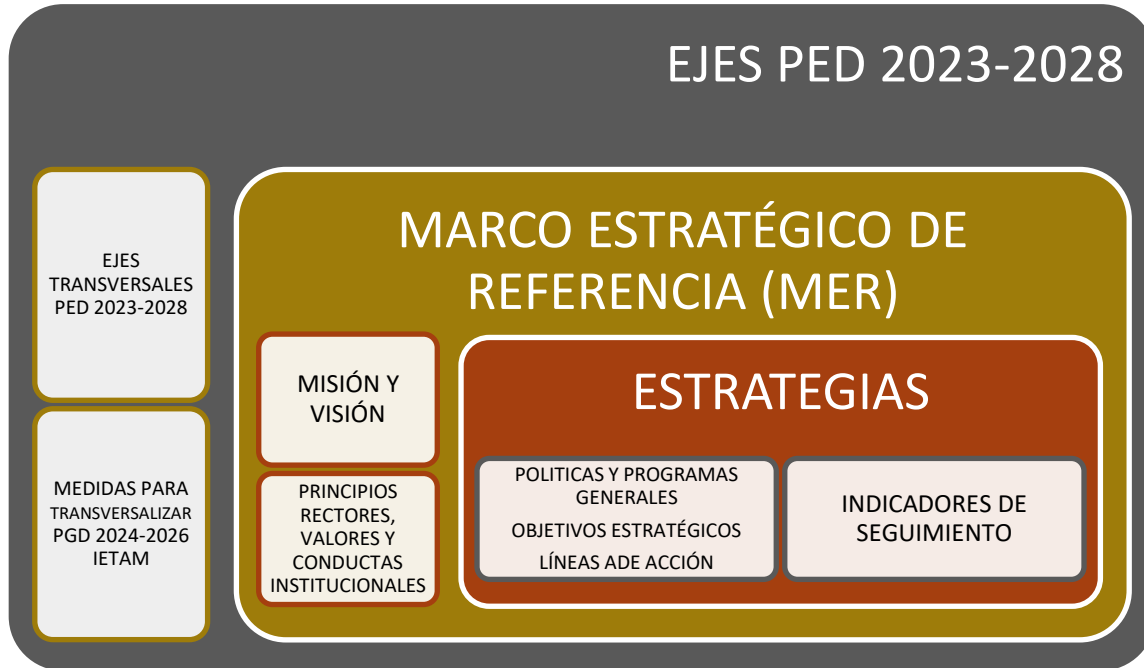 EJES PED 2023-2028
EJES
TRANSVERSALES
PED 2023-2028
MEDIDAS PARA
TRANSVERSALIZAR
PGD 2024-2026
IETAM
MARCO ESTRATÉGICO DE
REFERENCIA (MER)
MISIÓN Y
VISIÓN
PRINCIPIOS
RECTORES,
VALORES Y
CONDUCTAS
INSTITUCIONALES
ESTRATEGIAS
POLITICAS Y PROGRAMAS
GENERALES
OBJETIVOS ESTRATÉGICOS
LÍNEAS ADE ACCIÓN
INDICADORES DE
SEGUIMIENTO